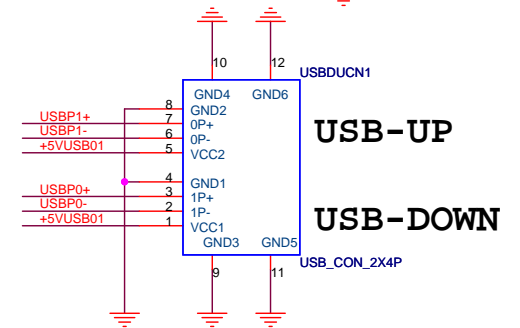 10 12
USBDUCN1
GND4 GND6
8 GND2
USBP1+ 7 0P+
USBP1- 6 0P-
+5VUSB01 5 VCC2
USB-UP
4 GND1
USBP0+ 3 1P+
USBP0- 2 1P-
+5VUSB01 1 VCC1
USB-DOWN
GND3 GND5
USB_CON_2X4P
9 11